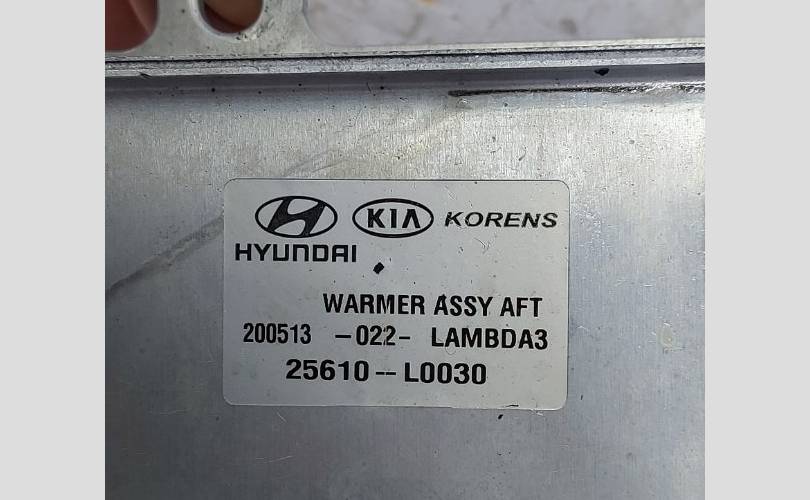 HYUNDAI KIA KORENS
WARMER ASSY AFT
200513 -022- LAMBDA3
25610-- L0030